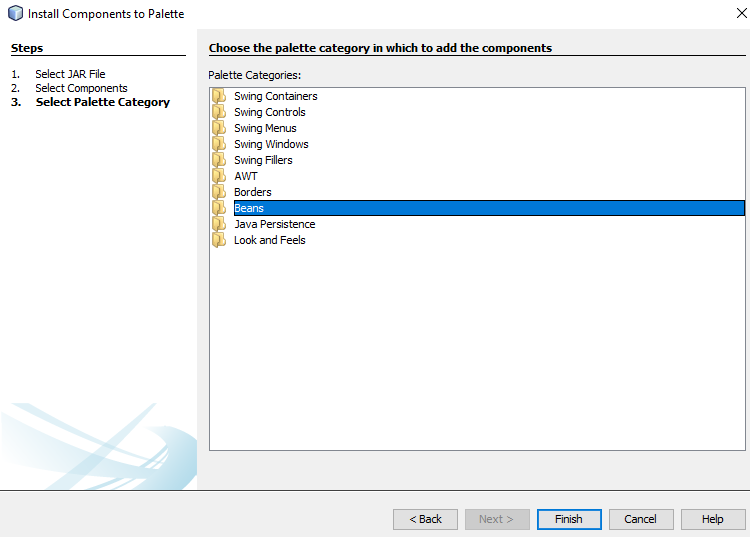 Install Components to Palette
Steps
1. Select JAR File
2. Select Components
3. Select Palette Category
Choose the palette category in which to add the components
Palette Categories:
Swing Containers
Swing Controls
Swing Menus
Swing Windows
Swing Fillers
AWT
Borders
Beans
Java Persistence
Look and Feels
< Back
Next >
Finish
Cancel
Help